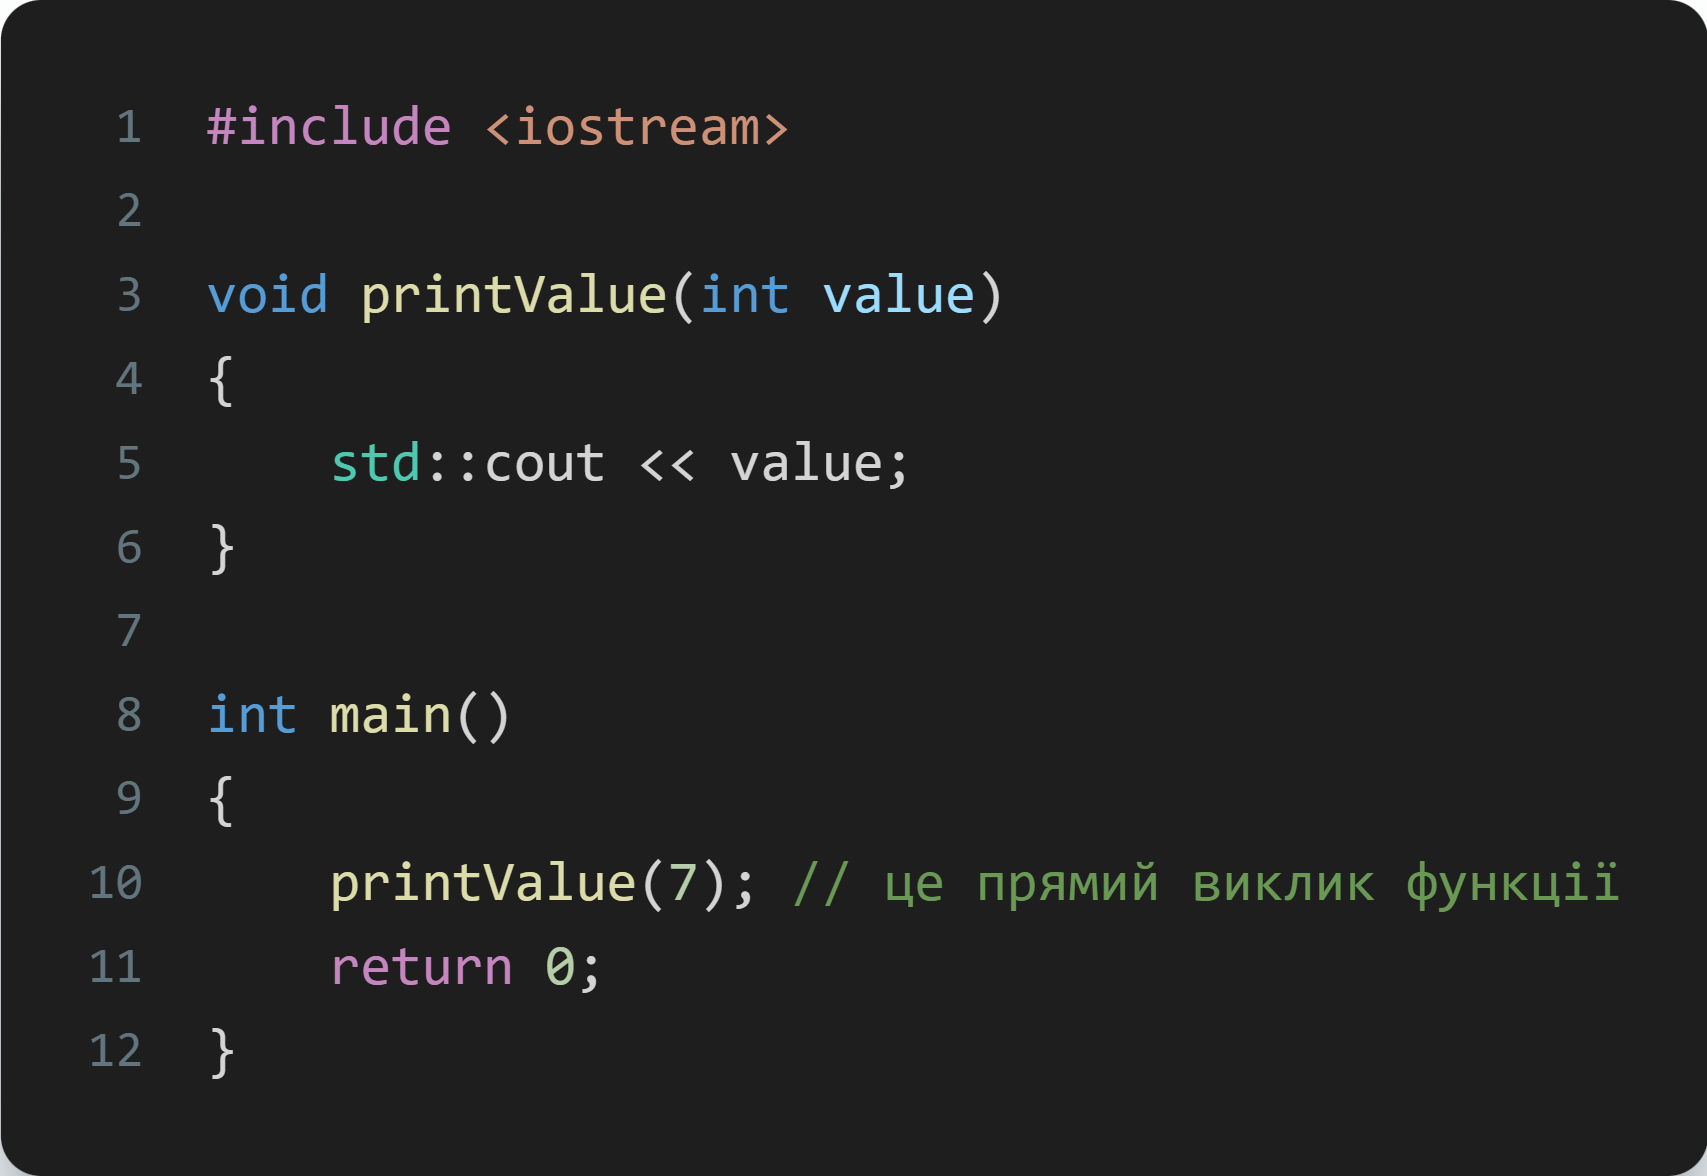 1 #include <iostream>
2
3 void printValue(int value)
4 {
5     std::cout << value;
6 }
7
8 int main()
9 {
10     printValue(7); // це прямий виклик функції
11     return 0;
12 }